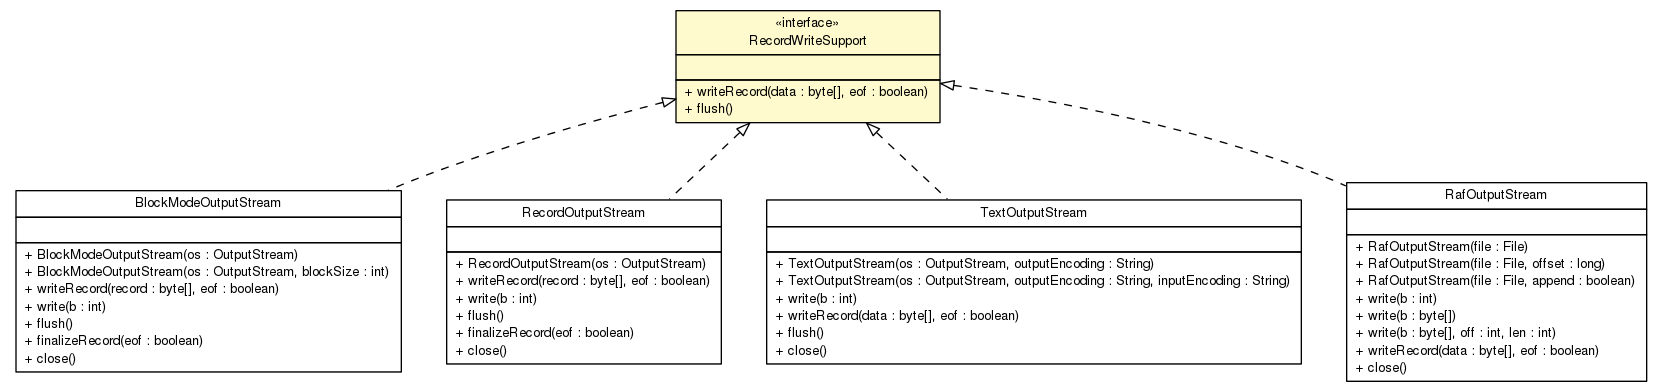 «interface»
RecordWriteSupport
+ writeRecord(data : byte[], eof : boolean)
+ flush()
BlockModeOutputStream
+ BlockModeOutputStream(os : OutputStream)
+ BlockModeOutputStream(os : OutputStream, blockSize : int)
+ writeRecord(record : byte[], eof : boolean)
+ write(b : int)
+ flush()
+ finalizeRecord(eof : boolean)
+ close()
RecordOutputStream
+ RecordOutputStream(os : OutputStream)
+ writeRecord(record : byte[], eof : boolean)
+ write(b : int)
+ flush()
+ finalizeRecord(eof : boolean)
+ close()
TextOutputStream
+ TextOutputStream(os : OutputStream, outputEncoding : String)
+ TextOutputStream(os : OutputStream, outputEncoding : String, inputEncoding : String)
+ write(b : int)
+ writeRecord(data : byte[], eof : boolean)
+ flush()
+ close()
RafOutputStream
+ RafOutputStream(file : File)
+ RafOutputStream(file : File, offset : long)
+ RafOutputStream(file : File, append : boolean)
+ write(b : int)
+ write(b : byte[])
+ write(b : byte[], off : int, len : int)
+ writeRecord(data : byte[], eof : boolean)
+ close()